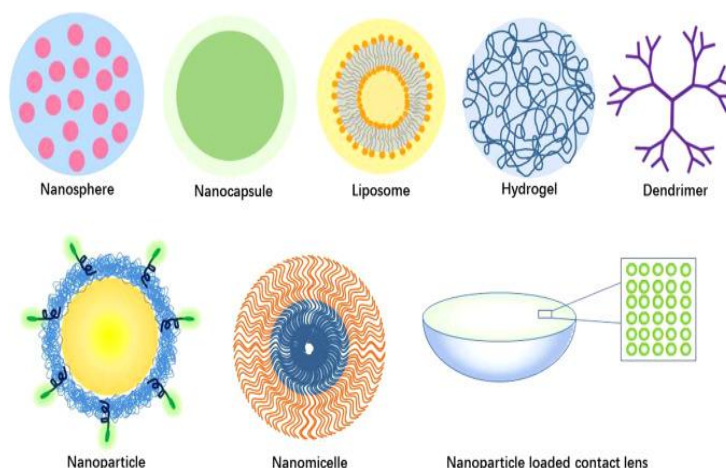 Nanosphere
Nanocapsule
Liposome
Hydrogel
Dendrimer
Nanoparticle
Nanomicelle
Nanoparticle loaded contact lens